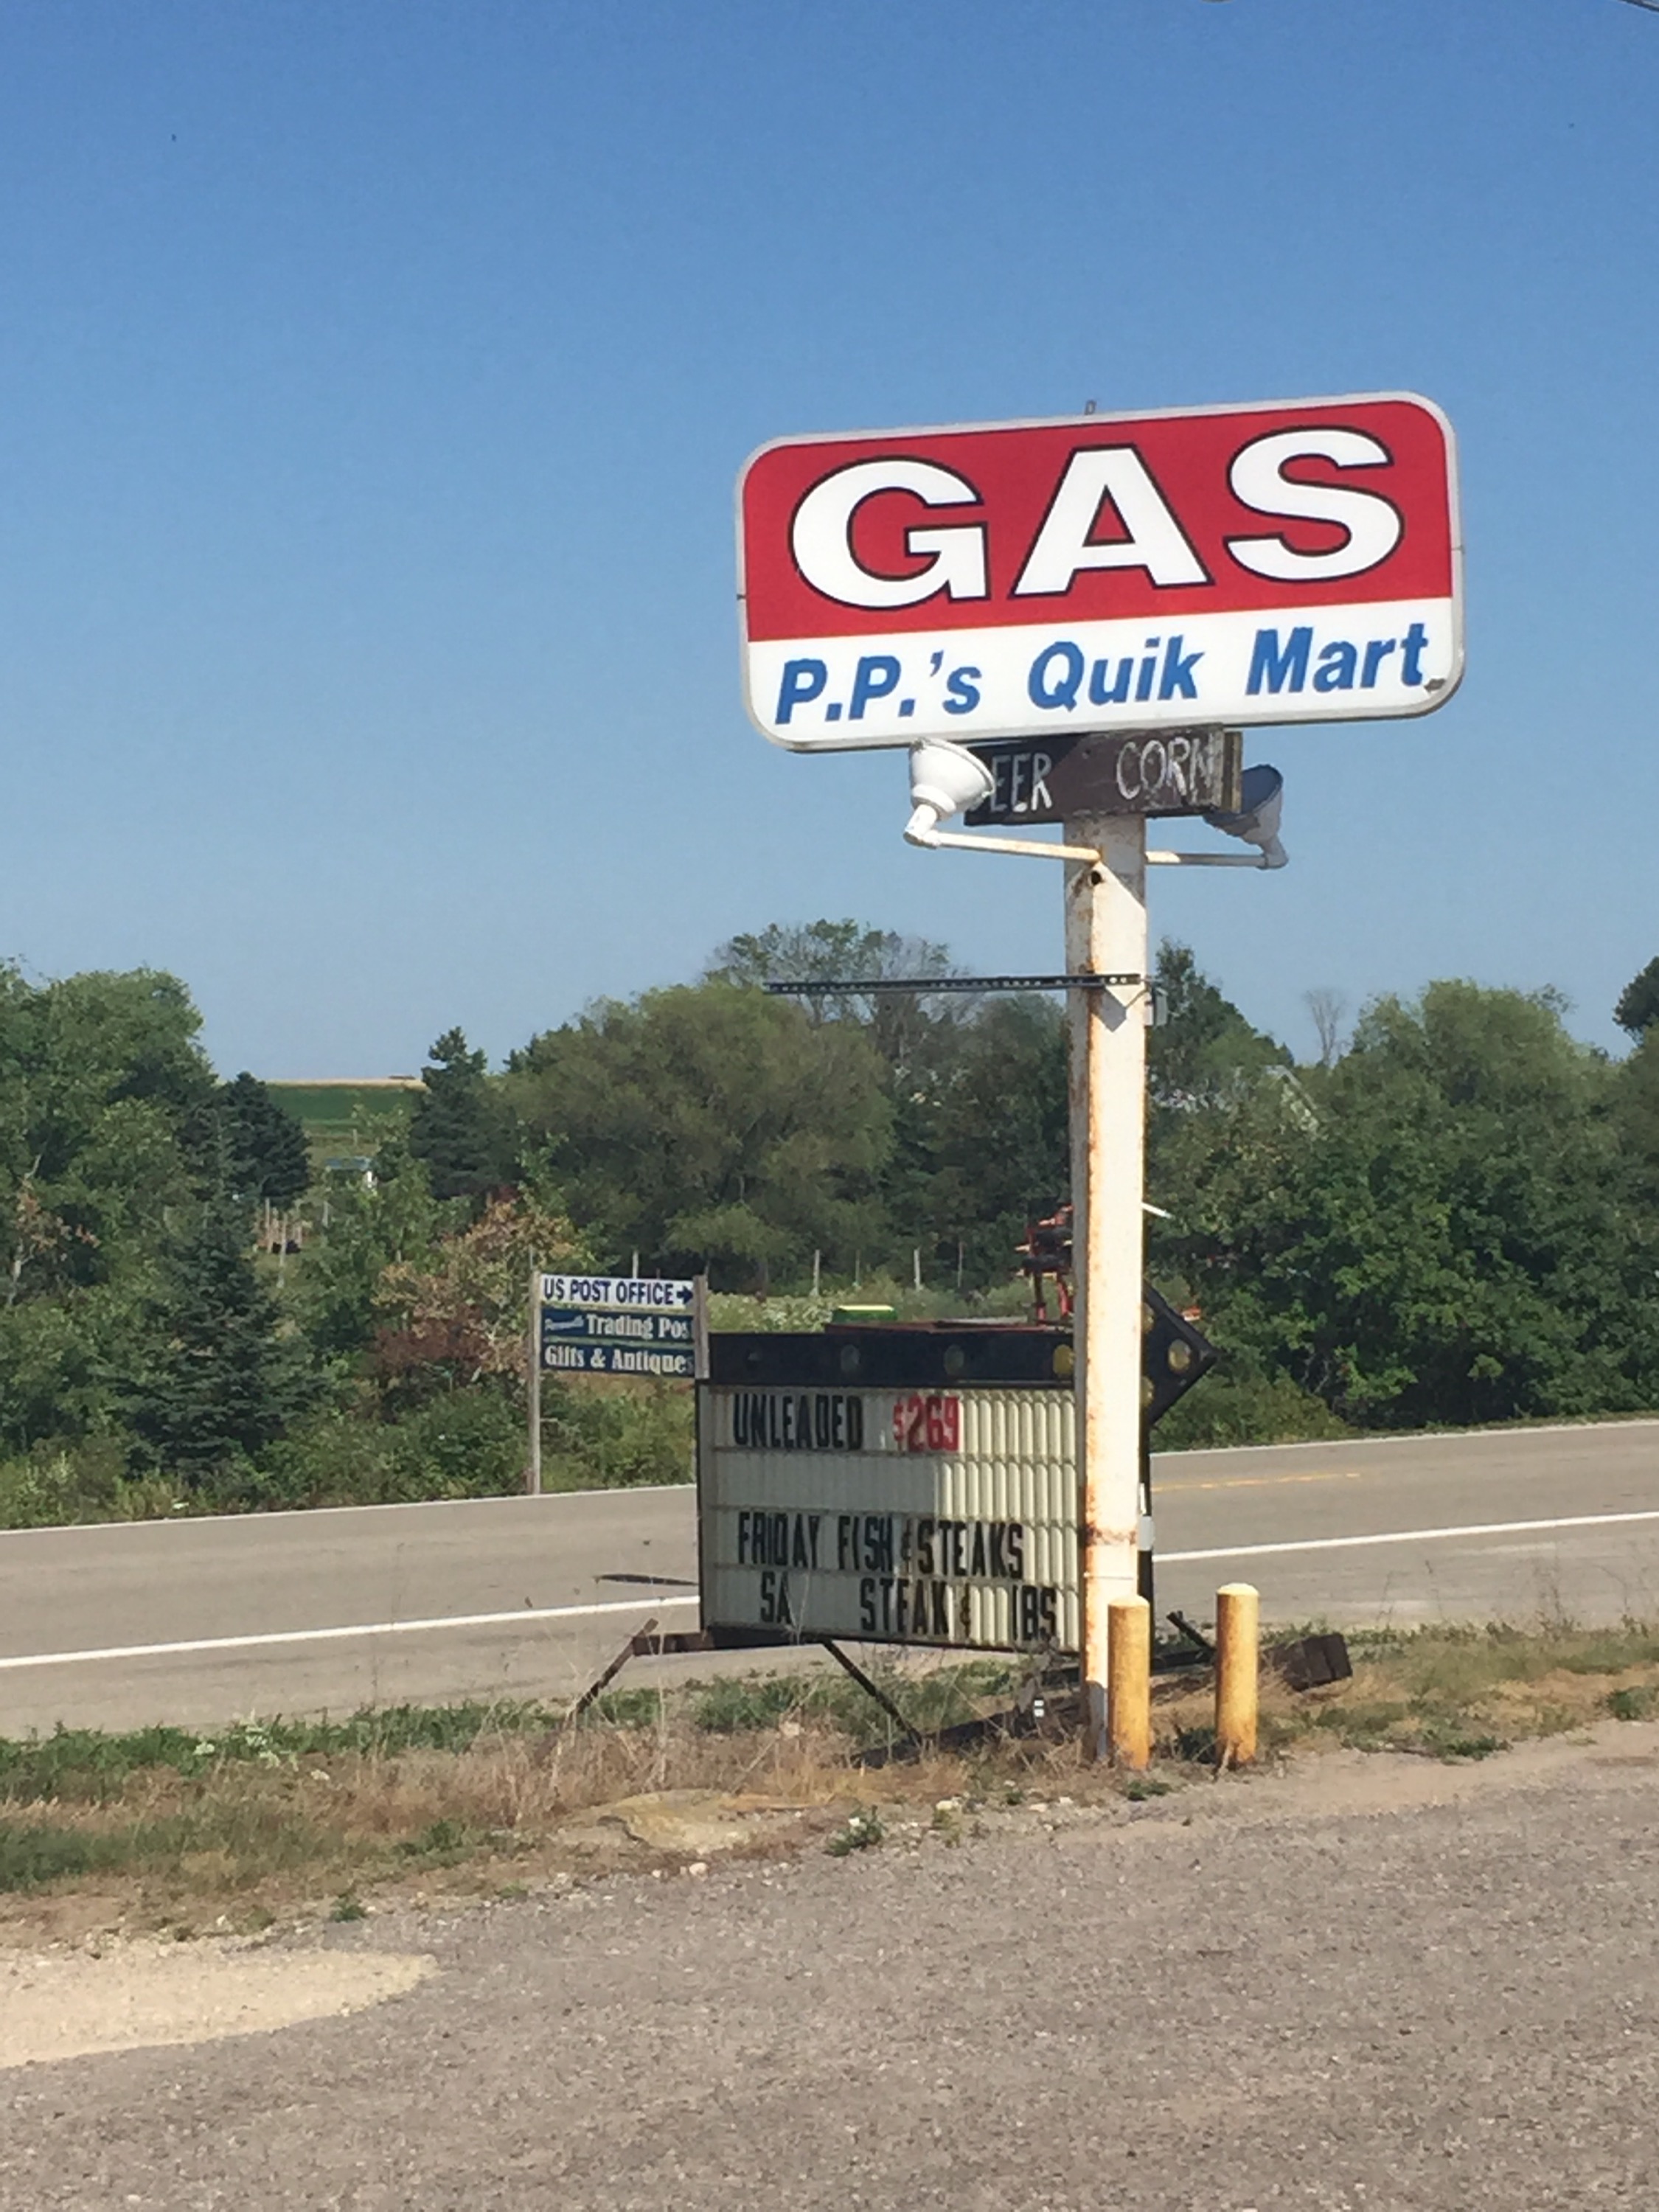 GAS
P.P.'s Quik Mart
EER CORN
US POST OFFICE
Trading Pos
Gifts & Antiques
UNLEADED $269
FRIDAY FISH & STEAKS
SA STEAK & IBS